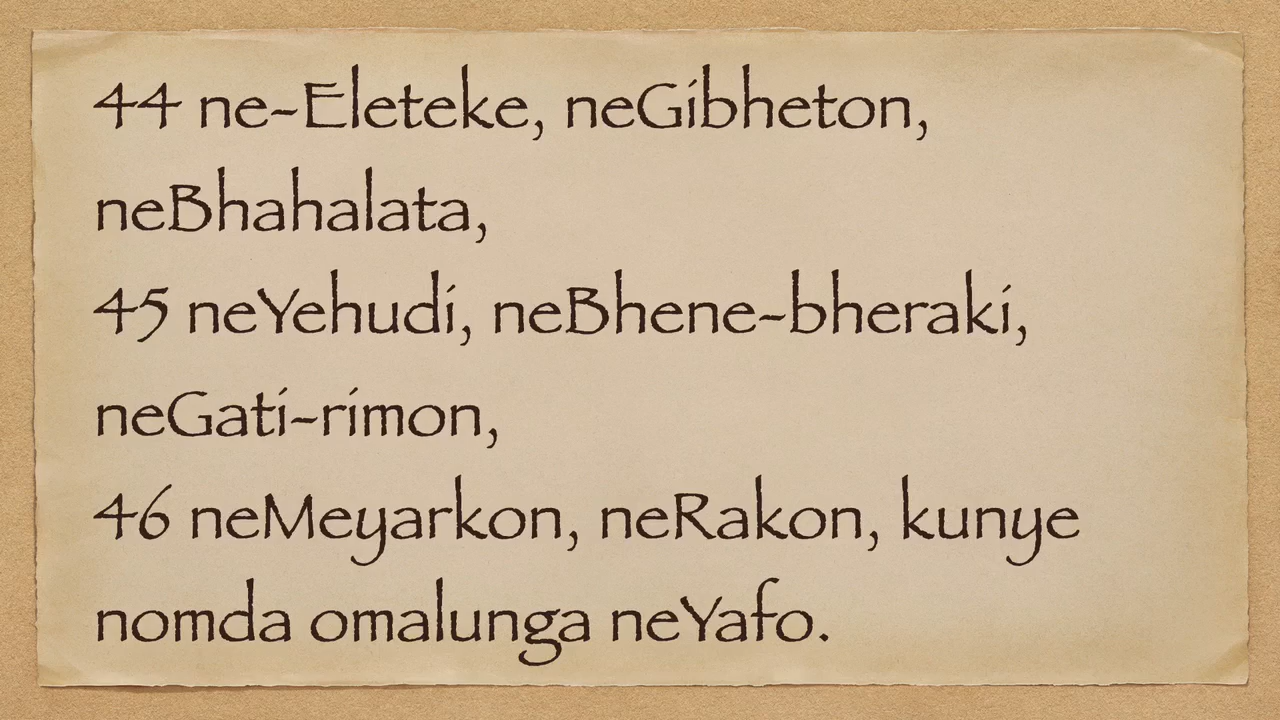 44 ne-Eleteke, neGibheton,
neBhahalata,
45 neYehudi, neBhene-bheraki,
neGati-rimon,
46 neMeyarkon, neRakon, kunye
nomda omalunga neYafo.